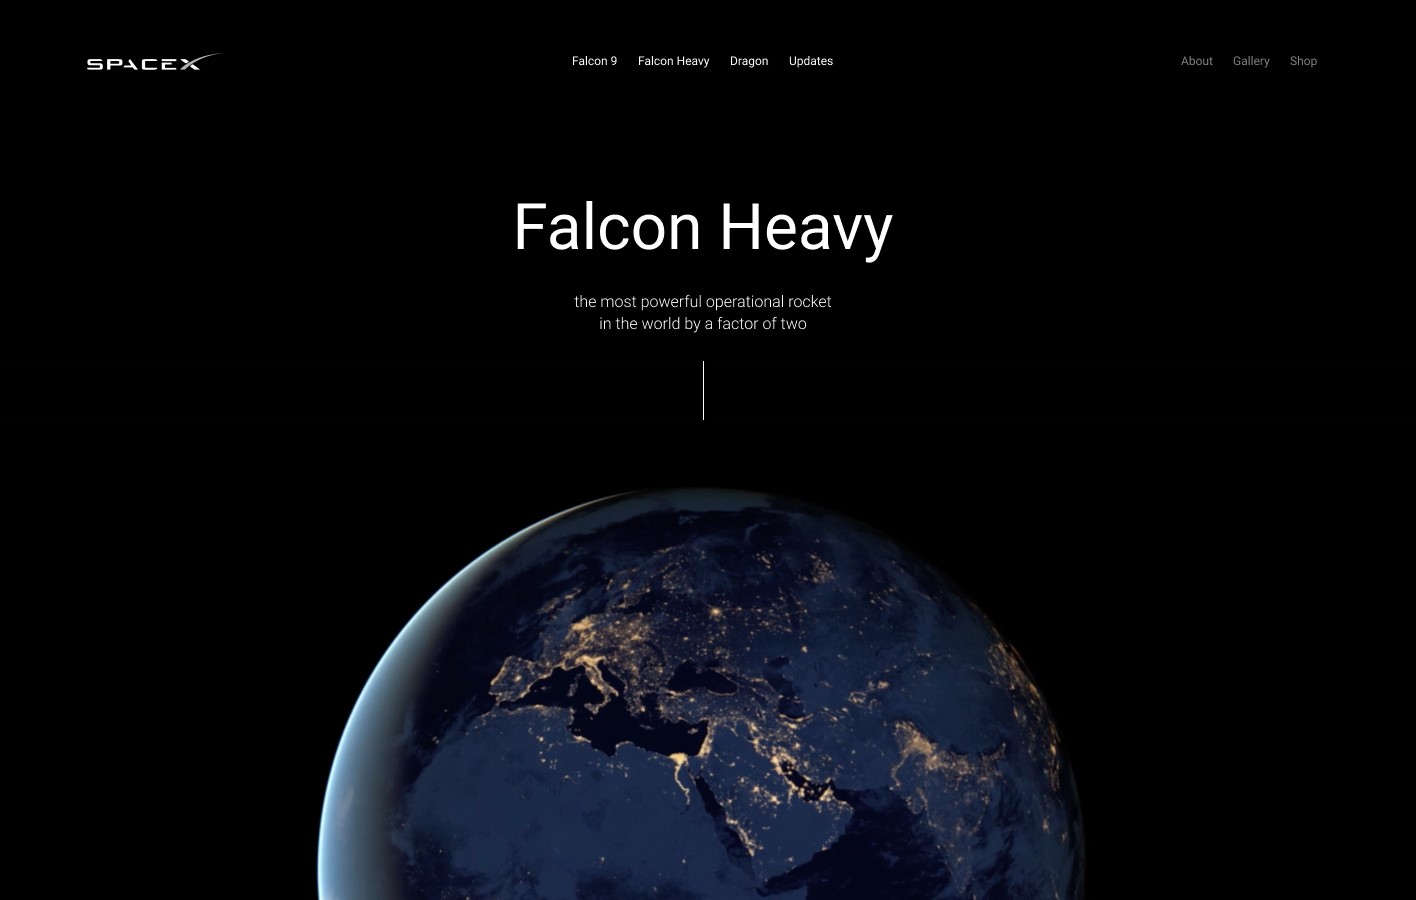 SPACEX
Falcon 9 Falcon Heavy Dragon Updates
About Gallery Shop
Falcon Heavy
the most powerful operational rocket
in the world by a factor of two